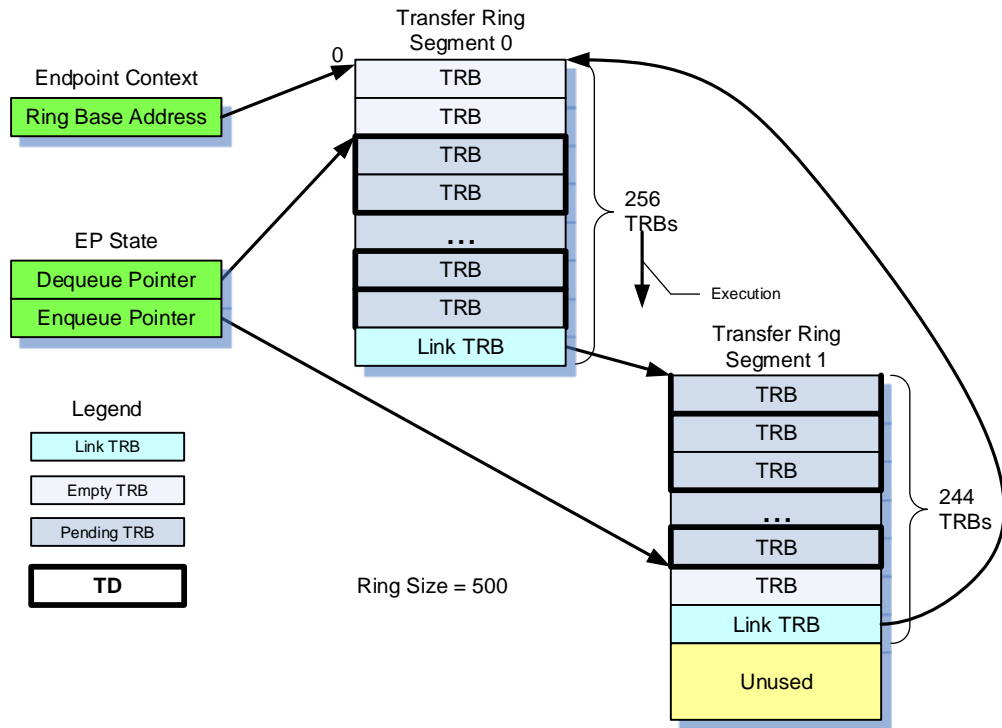 Transfer Ring
Segment 0
0
Endpoint Context
Ring Base Address
TRB
TRB
TRB
TRB
...
TRB
TRB
Link TRB
256
TRBs
Execution
EP State
Dequeue Pointer
Enqueue Pointer
Transfer Ring
Segment 1
TRB
TRB
TRB
...
TRB
TRB
Link TRB
Unused
244
TRBs
Legend
Link TRB
Empty TRB
Pending TRB
TD
Ring Size = 500